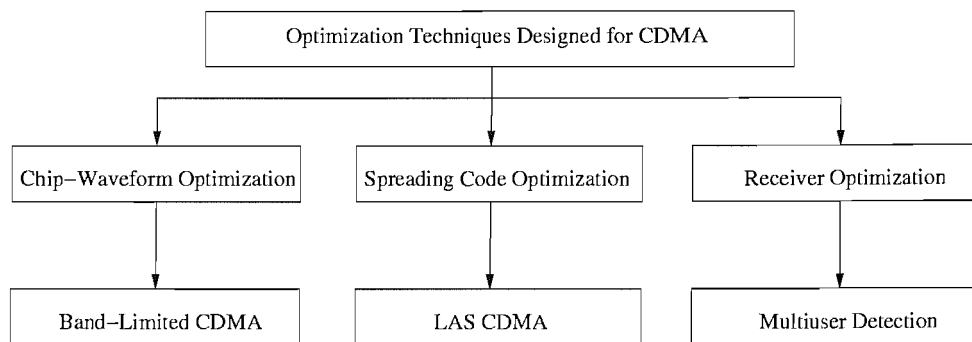 Optimization Techniques Designed for CDMA
Chip−Waveform Optimization
Spreading Code Optimization
Receiver Optimization
Band−Limited CDMA
LAS CDMA
Multiuser Detection